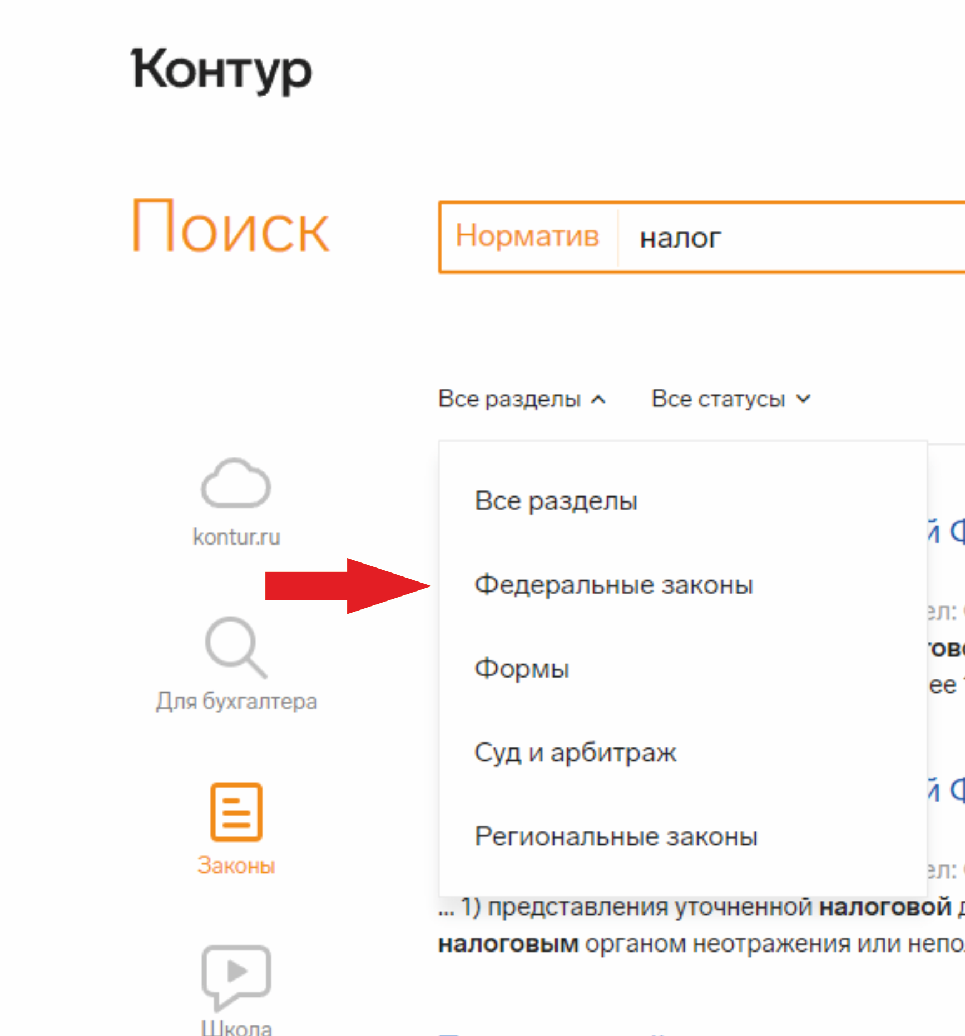 Контур
Поиск
Норматив налог
Все разделы Все статусы
Все разделы
kontur.ru
Федеральные законы
Формы
Для бухгалтера
Суд и арбитраж
Региональные законы
Законы
... 1) представления уточненной налоговой
налоговым органом неотражения или
Школа